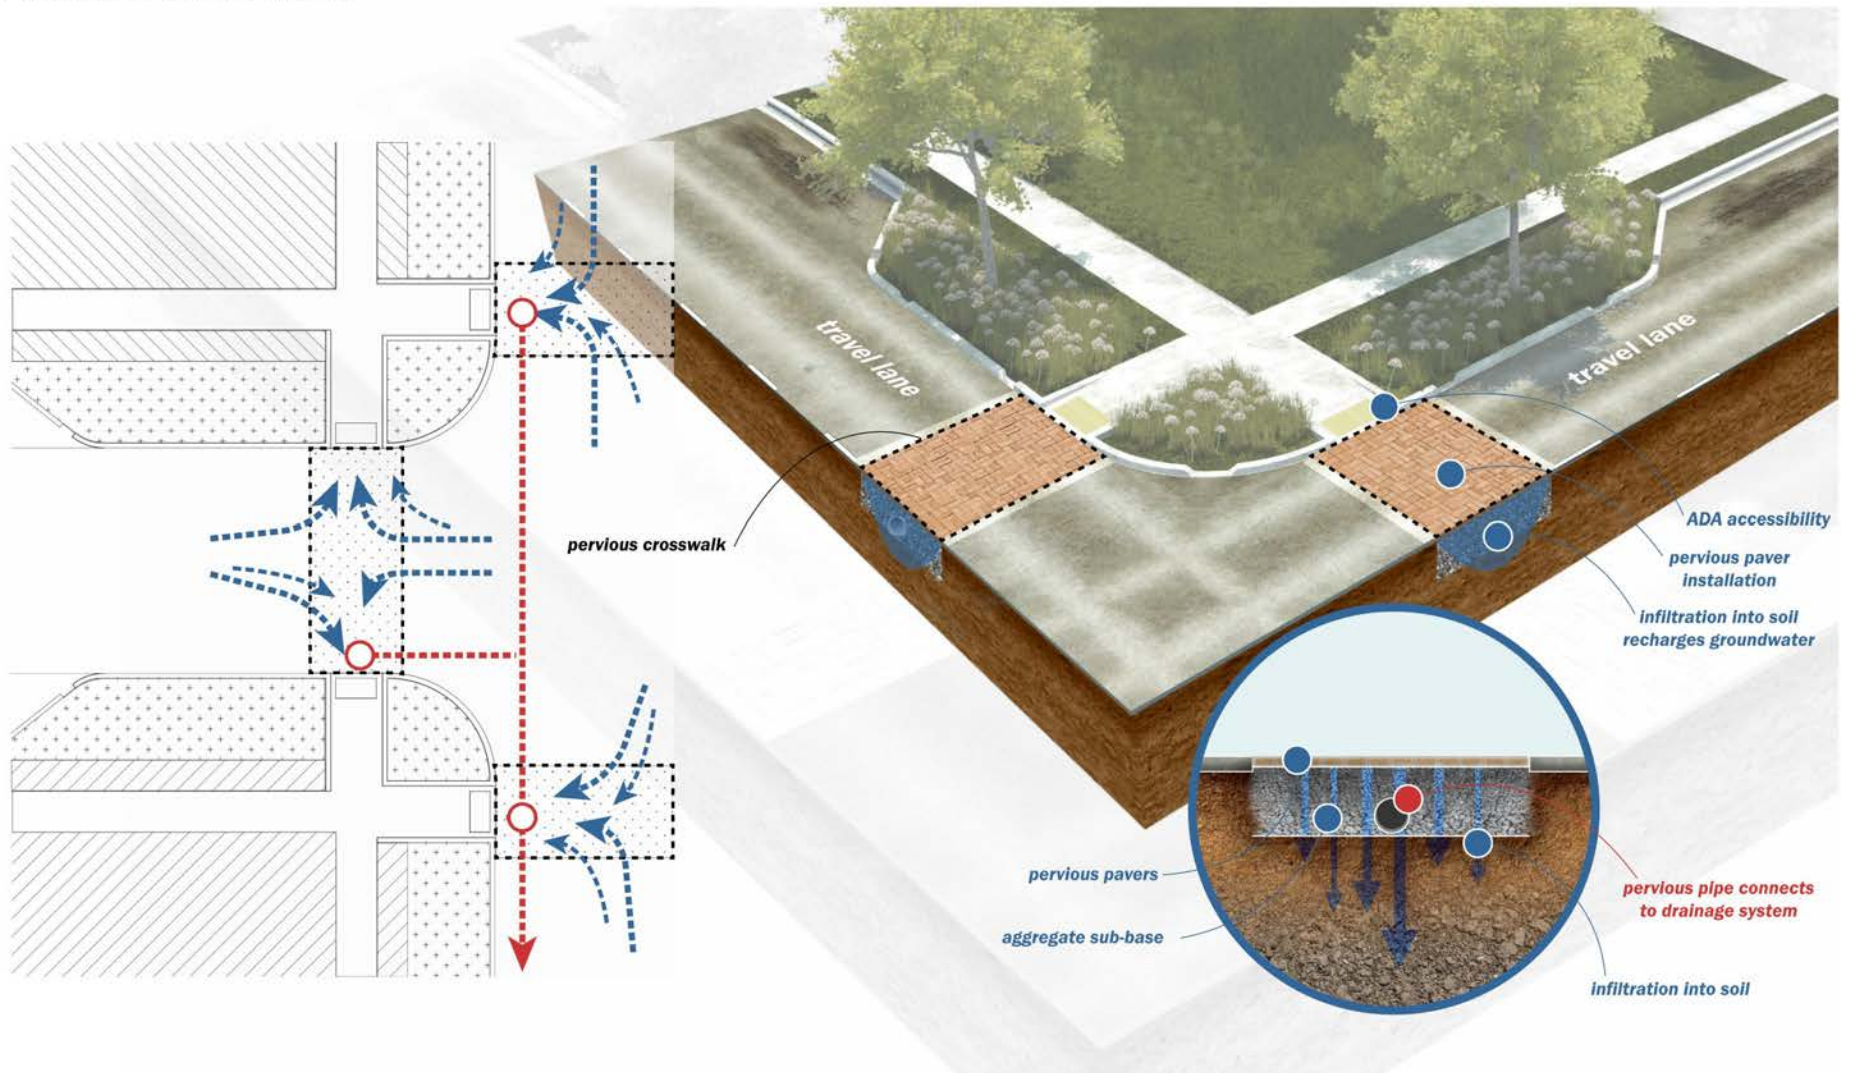 travel lane
travel lane
pervious crosswalk
ADA accessibility
pervious paver
installation
infiltration into soil
recharges groundwater
pervious pavers
aggregate sub-base
pervious pipe connects
to drainage system
infiltration into soil